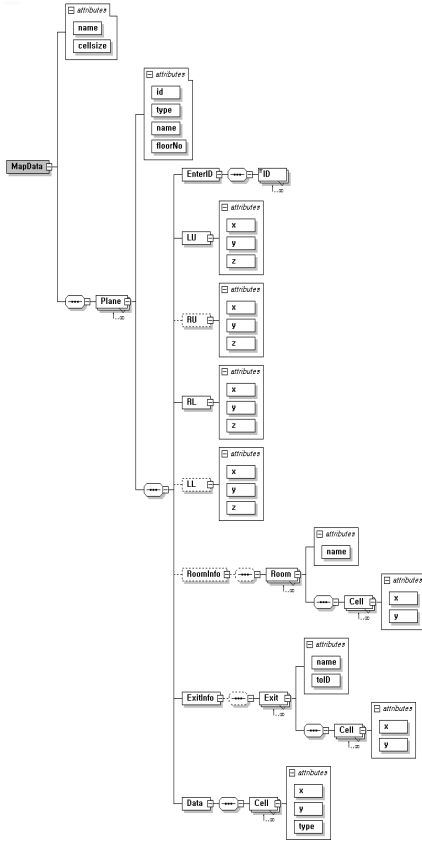 attributes
name
cellsize
attributes
id
type
name
floorNo
MapData
EnterID
ID
1..∞
attributes
LU
x
y
z
attributes
RU
x
y
z
Plane
1..∞
attributes
RL
x
y
z
attributes
LL
x
y
z
attributes
name
RoomInfo
Room
1..∞
attributes
Cell
x
y
1..∞
attributes
name
toID
ExitInfo
Exit
1..∞
attributes
Cell
x
y
1..∞
attributes
Data
Cell
x
y
type
1..∞